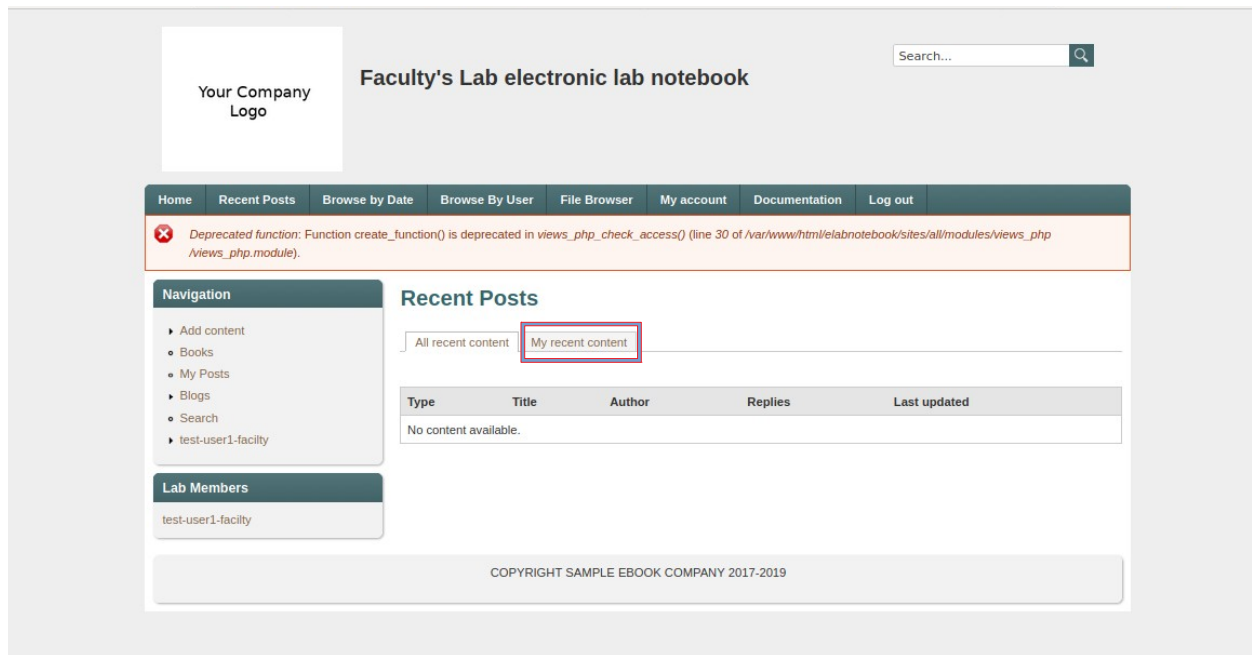 Your Company
Logo
Faculty's Lab electronic lab notebook
Search...
Home Recent Posts Browse by Date Browse By User File Browser My account Documentation Log out
Deprecated function: Function create_function() is deprecated in views_php_check_access() (line 30 of /var/www/html/elabnotebook/sites/all/modules/views_php
/views_php.module).
Navigation
Add content
Books
My Posts
Blogs
Search
test-user1-facilty
Lab Members
test-user1-facilty
Recent Posts
All recent content My recent content
Type Title Author Replies Last updated
No content available.
COPYRIGHT SAMPLE EBOOK COMPANY 2017-2019